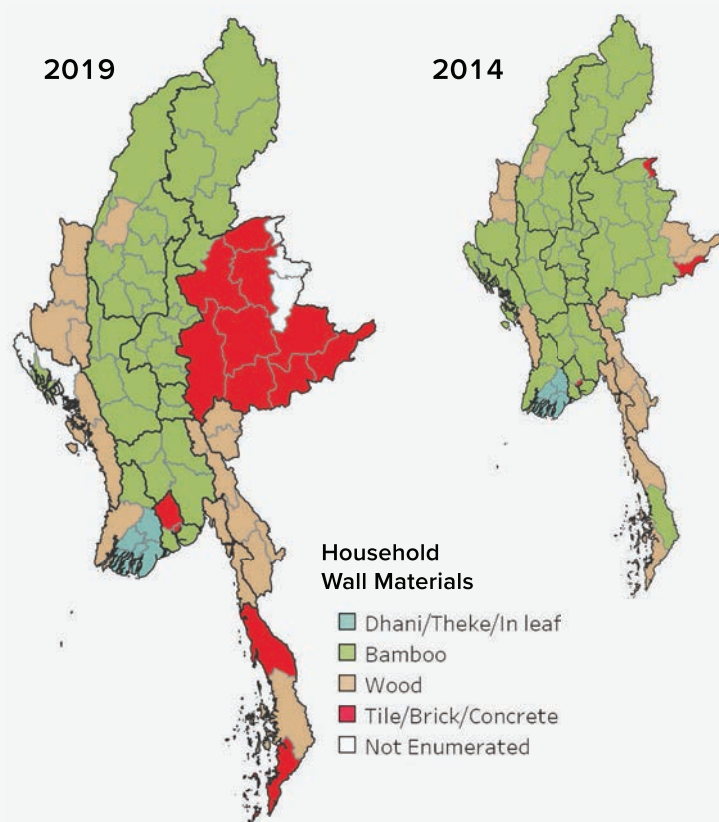 2019
2014
Household
Wall Materials
Dhani/Theke/In leaf
Bamboo
Wood
Tile/Brick/Concrete
Not Enumerated